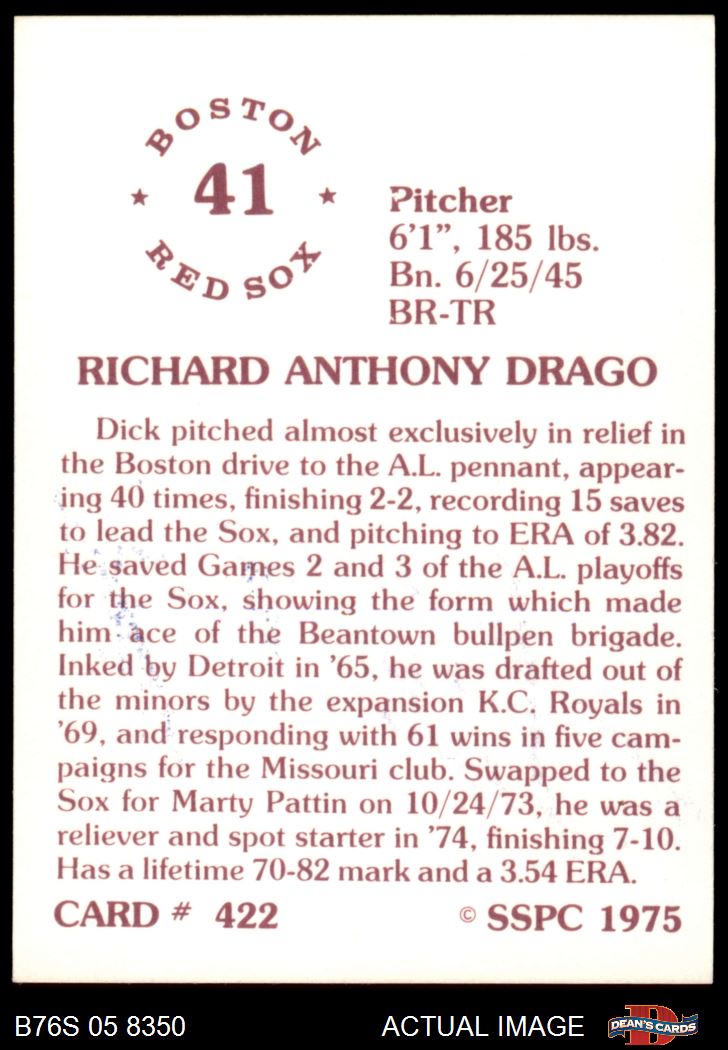 BOSTON
41
RED SOX
Pitcher
6'1", 185 lbs.
Bn. 6/25/45
BR-TR
RICHARD ANTHONY DRAGO
Dick pitched almost exclusively in relief in
the Boston drive to the A.L. pennant, appear-
ing 40 times, finishing 2-2, recording 15 saves
to lead the Sox, and pitching to ERA of 3.82.
He saved Games 2 and 3 of the A.L. playoffs
for the Sox, showing the form which made
him ace of the Beantown bullpen brigade.
Inked by Detroit in '65, he was drafted out of
the minors by the expansion K.C. Royals in
'69, and responding with 61 wins in five cam-
paigns for the Missouri club. Swapped to the
Sox for Marty Pattin on 10/24/73, he was a
reliever and spot starter in '74, finishing 7-10.
Has a lifetime 70-82 mark and a 3.54 ERA.
CARD # 422 © SSPC 1975
B76S 05 8350 ACTUAL IMAGE DEAN'S CARDS